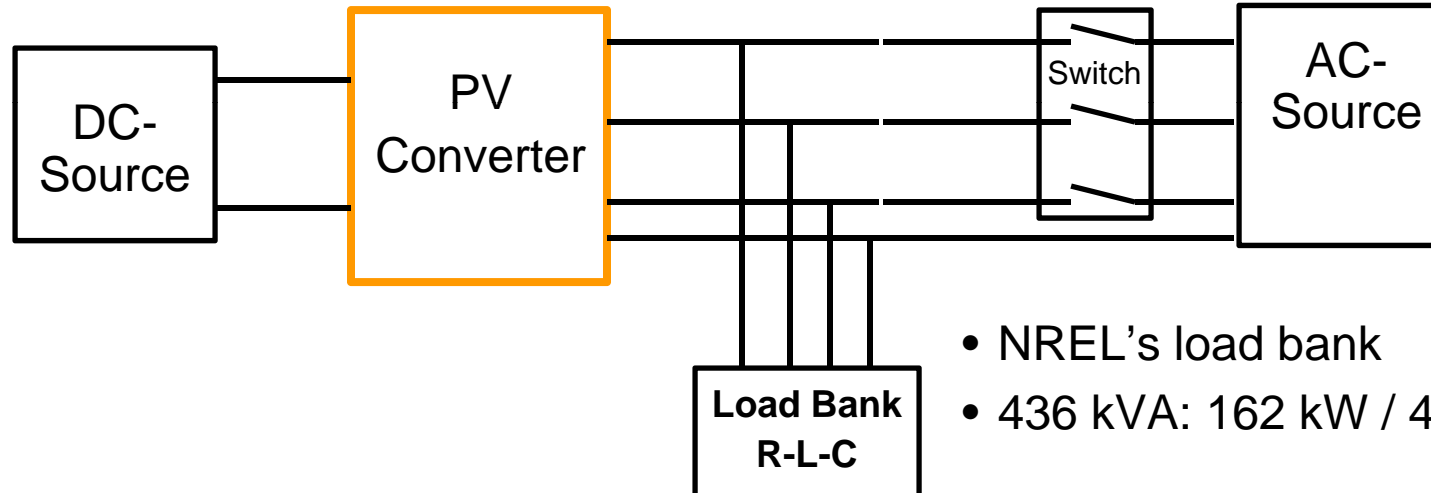 DC-
Source
PV
Converter
Switch
AC-
Source
Load Bank
R-L-C
• NREL's load bank
• 436 kVA: 162 kW / 4